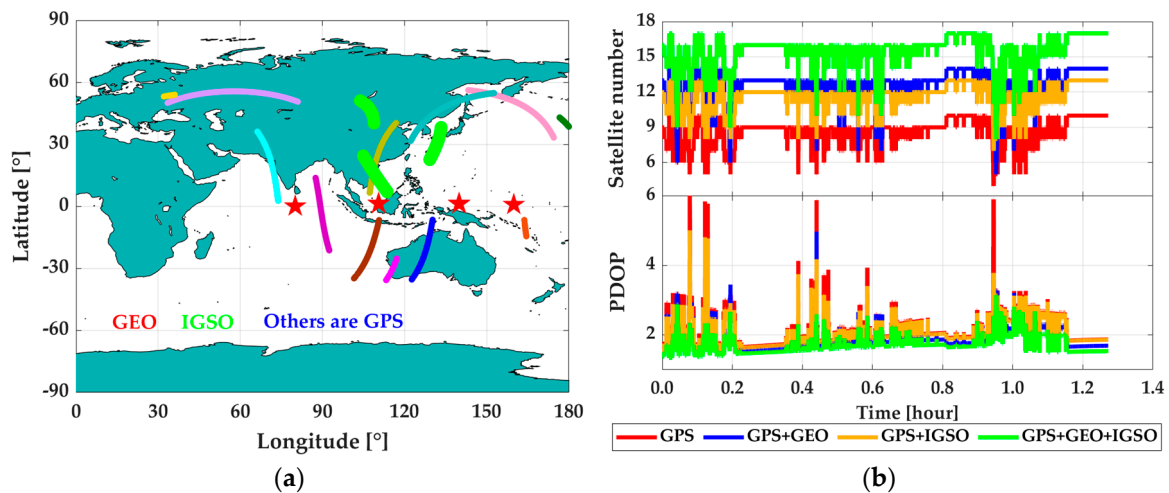 90
60
30
0
-30
-60
-90
Latitude [°]
GEO IGSO Others are GPS
0 30 60 90 120 150 180
Longitude [°]
(a)
18
15
12
9
6
Satellite number
6
4
2
PDOP
0.0 0.2 0.4 0.6 0.8 1.0 1.2 1.4
Time [hour]
GPS GPS+GEO GPS+IGSO GPS+GEO+IGSO
(b)